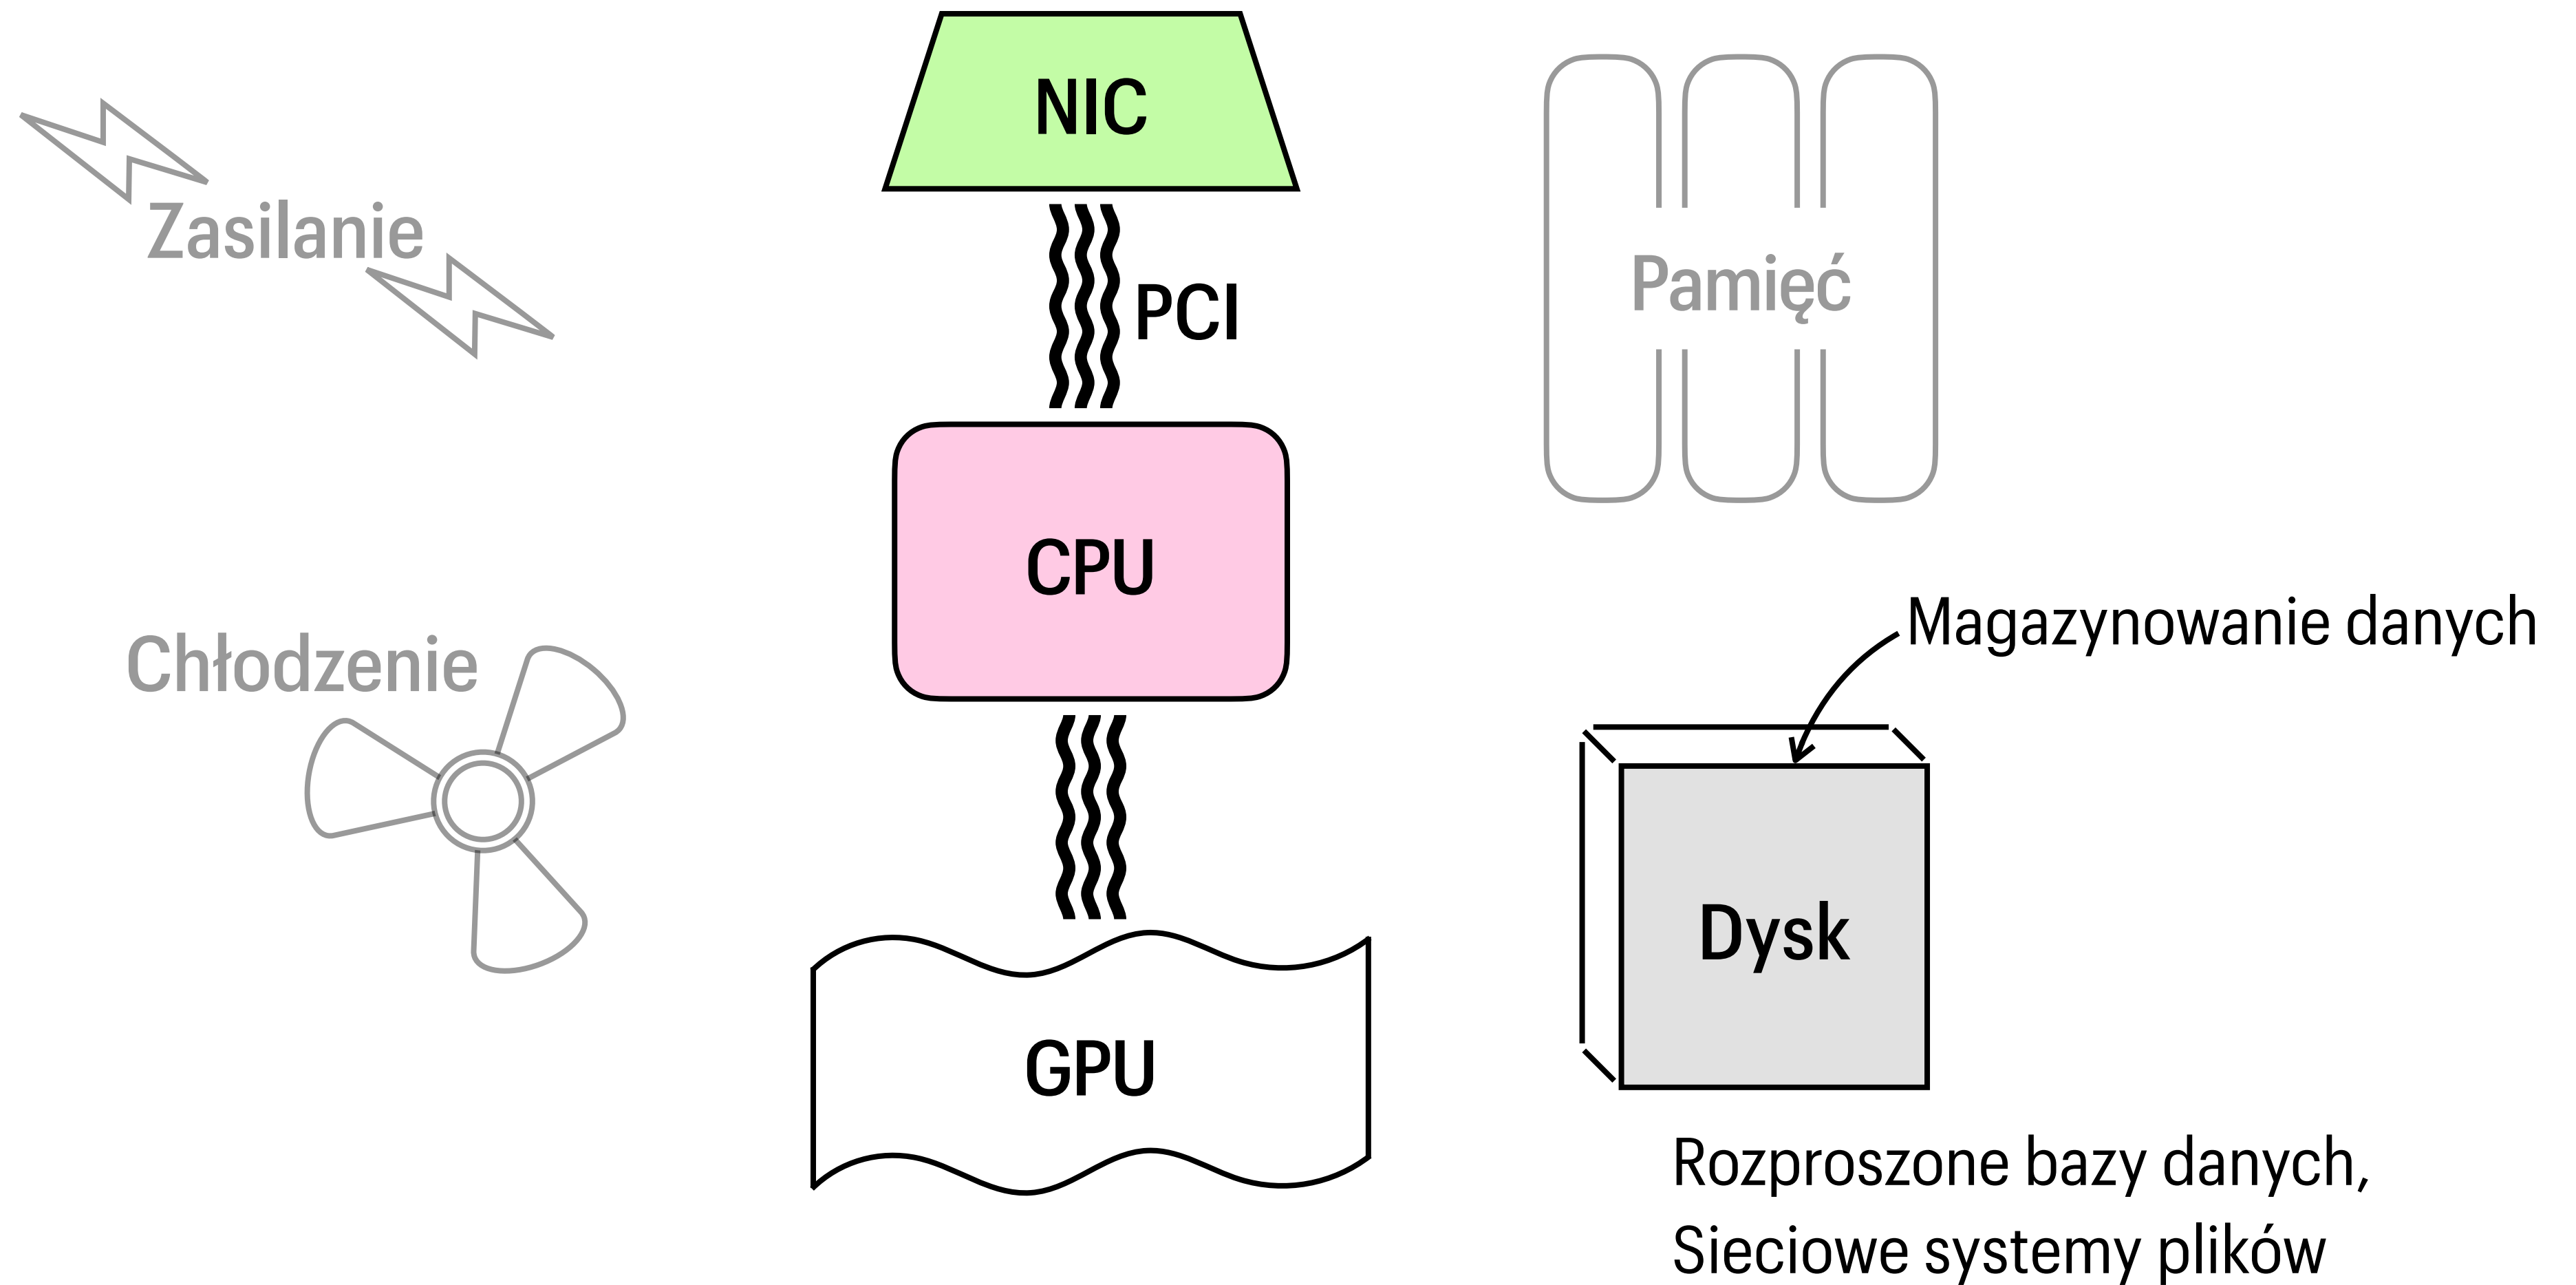 NIC
Zasilanie
PCI
Pamięć
CPU
Chłodzenie
Magazynowanie danych
Dysk
GPU
Rozproszone bazy danych,
Sieciowe systemy plików